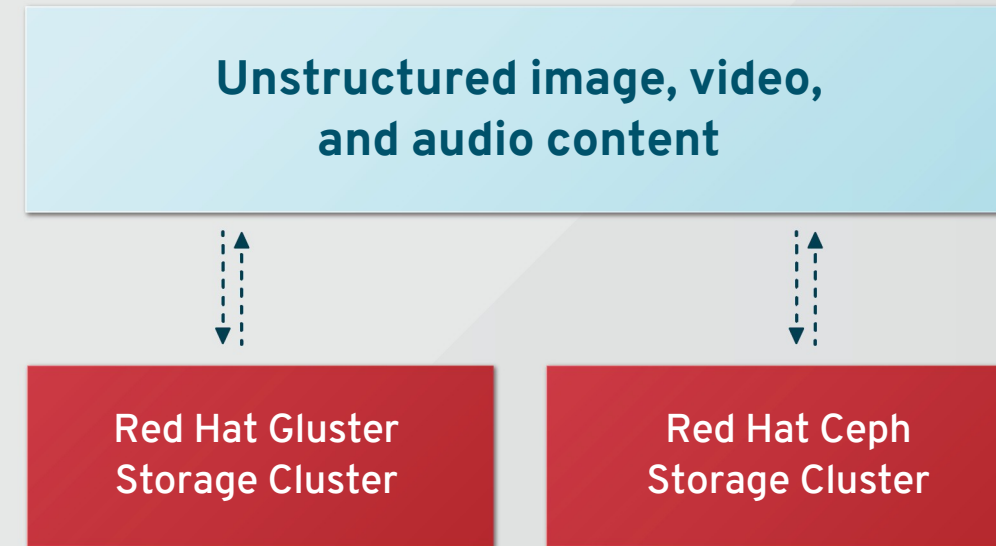 Unstructured image, video,
and audio content
Red Hat Gluster
Storage Cluster
Red Hat Ceph
Storage Cluster